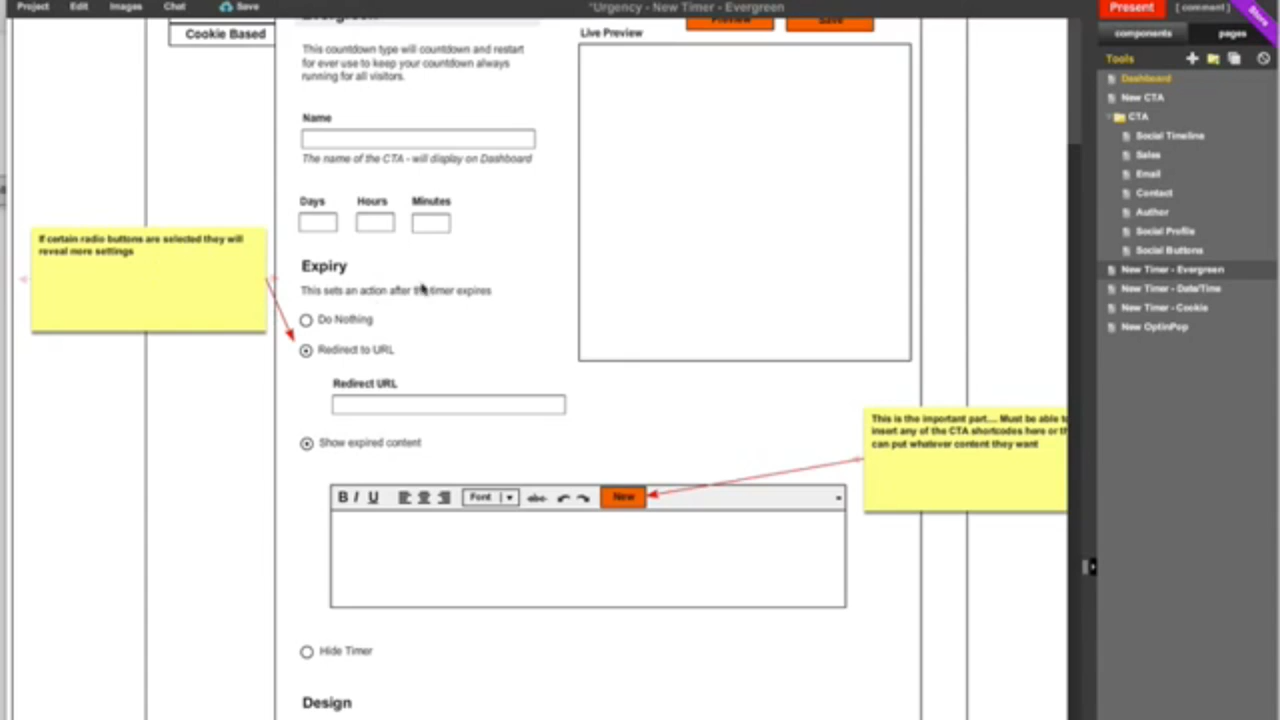 Project Edit Images Chat Save
*Urgency - New Timer - Evergreen
Present [ comment ]
Store
components pages
Tools
Dashboard
New CTA
CTA
Social Timeline
Sales
Email
Contact
Author
Social Profile
Social Buttons
New Timer - Evergreen
New Timer - Date/Time
New Timer - Cookie
New OptinPop
Cookie Based
Evergreen
Preview Save
Live Preview
This countdown type will countdown and restart
for ever use to keep your countdown always
running for all visitors.
Name
The name of the CTA - will display on Dashboard
Days Hours Minutes
If certain radio buttons are selected they will
reveal more settings
Expiry
This sets an action after the timer expires
Do Nothing
Redirect to URL
Redirect URL
Show expired content
This is the important part.... Must be able
insert any of the CTA shortcodes here or
can put whatever content they want
B I U Font abc New
Hide Timer
Design